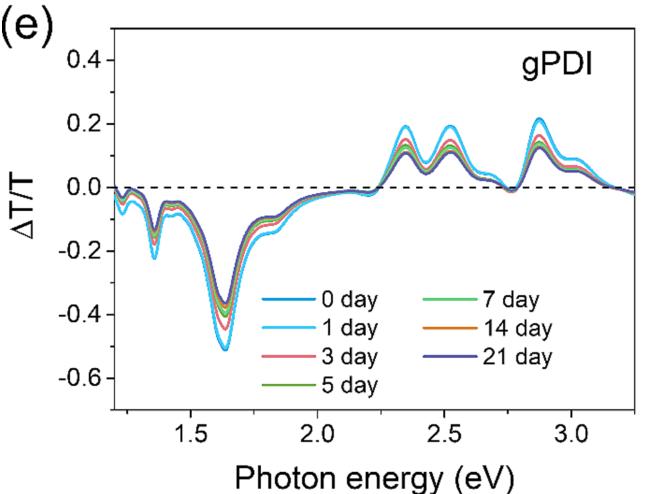 (e)
gPDI
0.4
0.2
0.0
-0.2
-0.4
-0.6
ΔT/T
0 day
1 day
3 day
5 day
7 day
14 day
21 day
1.5 2.0 2.5 3.0
Photon energy (eV)